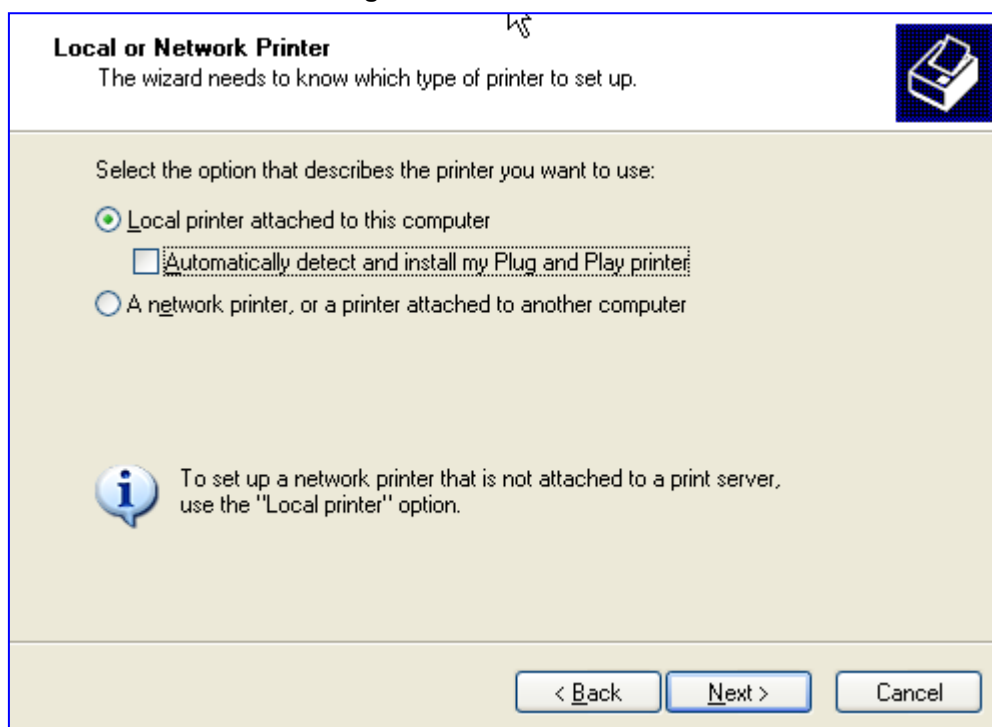 Local or Network Printer
The wizard needs to know which type of printer to set up.
Select the option that describes the printer you want to use:
Local printer attached to this computer
Automatically detect and install my Plug and Play printer
A network printer, or a printer attached to another computer
To set up a network printer that is not attached to a print server,
use the "Local printer" option.
< Back Next > Cancel